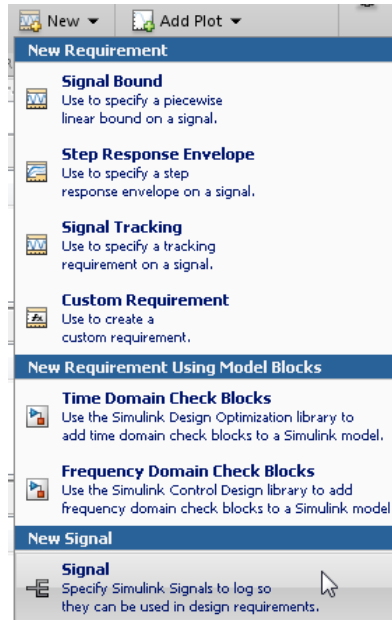 New
Add Plot
New Requirement
Signal Bound
Use to specify a piecewise
linear bound on a signal.
Step Response Envelope
Use to specify a step
response envelope on a signal.
Signal Tracking
Use to specify a tracking
requirement on a signal.
Custom Requirement
Use to create a
custom requirement.
New Requirement Using Model Blocks
Time Domain Check Blocks
Use the Simulink Design Optimization library to
add time domain check blocks to a Simulink model.
Frequency Domain Check Blocks
Use the Simulink Control Design library to add
frequency domain check blocks to a Simulink model
New Signal
Signal
Specify Simulink Signals to log so
they can be used in design requirements.